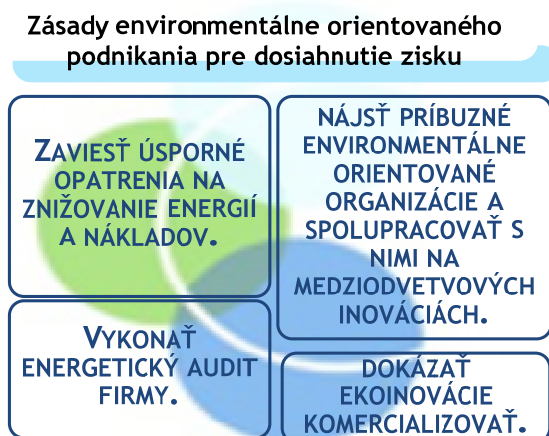 Zásady environmentálne orientovaného
podnikania pre dosiahnutie zisku
ZAVIESŤ ÚSPORNÉ
OPATRENIA NA
ZNIŽOVANIE ENERGIÍ
A NÁKLADOV.
VYKONAŤ
ENERGETICKÝ AUDIT
FIRMY.
NÁJSŤ PRÍBUZNÉ
ENVIRONMENTÁLNE
ORIENTOVANÉ
ORGANIZÁCIE A
SPOLUPRACOVAŤ S
NIMI NA
MEDZIODVETVOVÝCH
INOVÁCIÁCH.
DOKÁZAŤ
EKOINOVÁCIE
KOMERCIALIZOVAŤ.